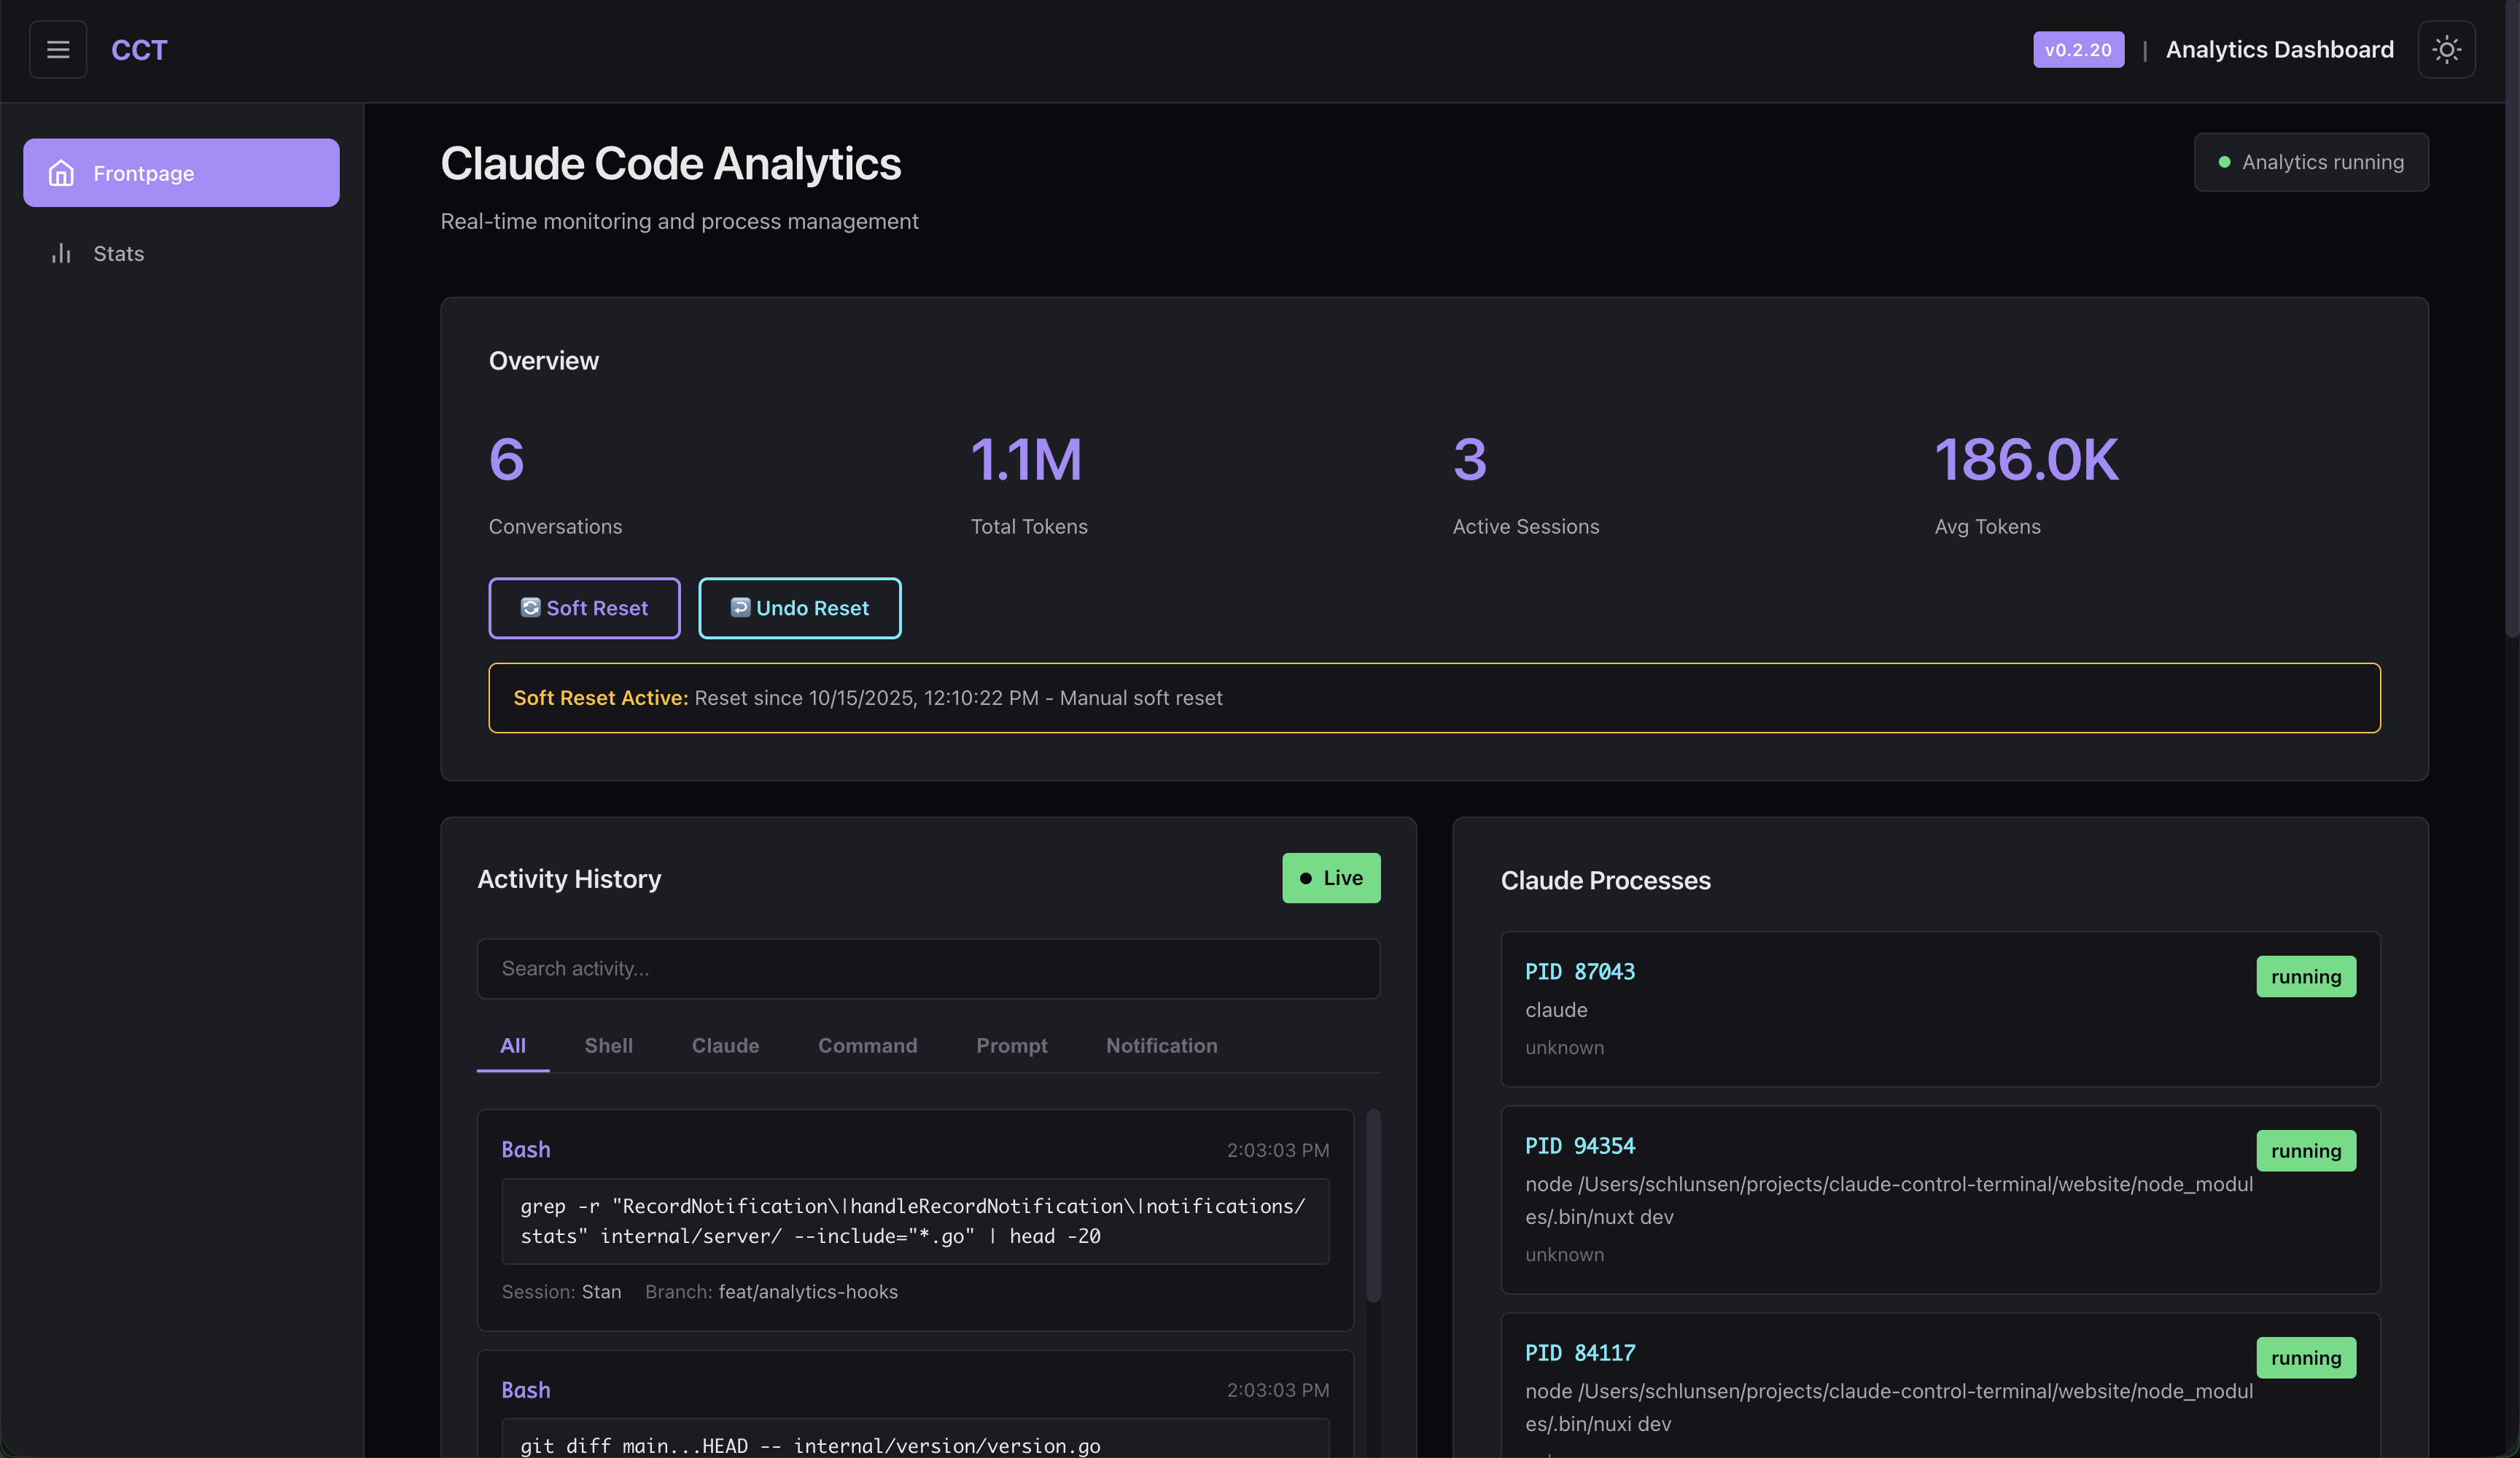 CCT
v0.2.20 | Analytics Dashboard
Frontpage
Stats
Claude Code Analytics
Analytics running
Real-time monitoring and process management
Overview
6
Conversations
1.1M
Total Tokens
3
Active Sessions
186.0K
Avg Tokens
Soft Reset
Undo Reset
Soft Reset Active: Reset since 10/15/2025, 12:10:22 PM - Manual soft reset
Activity History
Live
Search activity...
All Shell Claude Command Prompt Notification
Bash 2:03:03 PM
grep -r "RecordNotification\|handleRecordNotification\|notifications/
stats" internal/server/ --include="*.go" | head -20
Session: Stan Branch: feat/analytics-hooks
Bash 2:03:03 PM
git diff main...HEAD -- internal/version/version.go
Claude Processes
PID 87043
running
claude
unknown
PID 94354
running
node /Users/schlunsen/projects/claude-control-terminal/website/node_modul
es/.bin/nuxt dev
unknown
PID 84117
running
node /Users/schlunsen/projects/claude-control-terminal/website/node_modul
es/.bin/nuxi dev